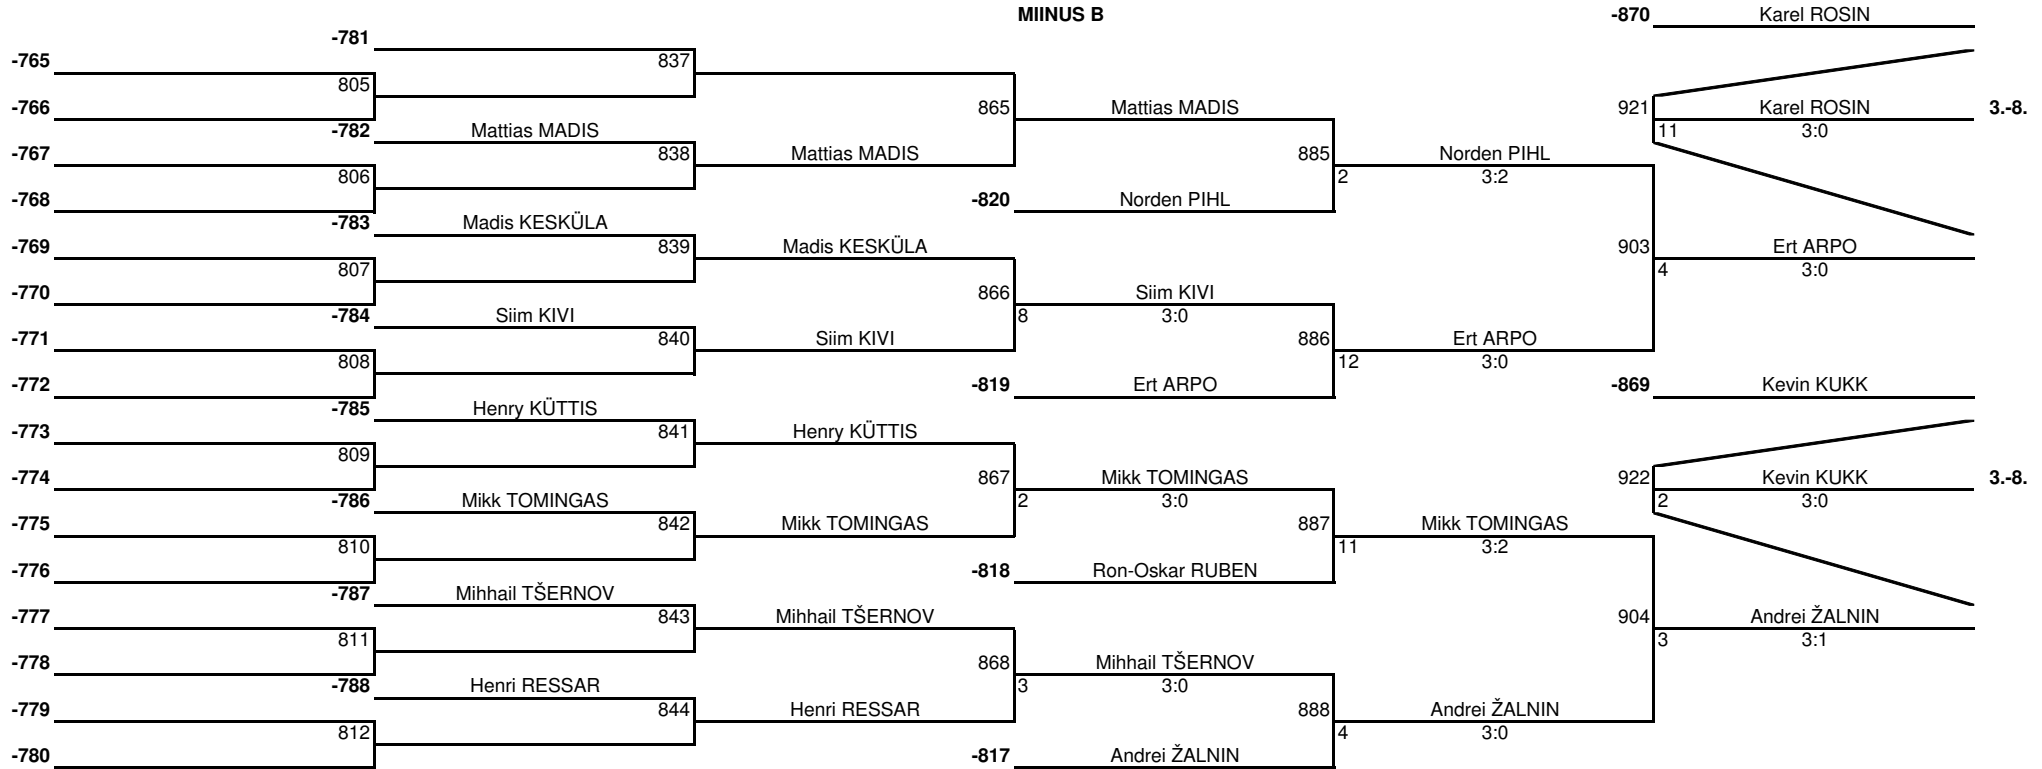 MIINUS B -870 Karel ROSIN
-781
-765 837
805
-766 865 Mattias MADIS 921 Karel ROSIN 3.-8.
-782 Mattias MADIS 11 3:0
-767 838 Mattias MADIS 885 Norden PIHL
806 2 3:2
-768 -820 Norden PIHL
-783 Madis KESKÜLA
-769 839 Madis KESKÜLA 903 Ert ARPO
807 4 3:0
-770 866 Siim KIVI
-784 Siim KIVI 8 3:0
-771 840 Siim KIVI 886 Ert ARPO
808 12 3:0
-772 -819 Ert ARPO -869 Kevin KUKK
-785 Henry KÜTTIS
-773 841 Henry KÜTTIS
809
-774 867 Mikk TOMINGAS 922 Kevin KUKK 3.-8.
-786 Mikk TOMINGAS 2 3:0 2 3:0
-775 842 Mikk TOMINGAS 887 Mikk TOMINGAS
810 11 3:2
-776 -818 Ron-Oskar RUBEN
-787 Mihhail TŠERNOV
-777 843 Mihhail TŠERNOV 904 Andrei ŽALNIN
811 3 3:1
-778 868 Mihhail TŠERNOV
-788 Henri RESSAR 3 3:0
-779 844 Henri RESSAR 888 Andrei ŽALNIN
812 4 3:0
-780 -817 Andrei ŽALNIN